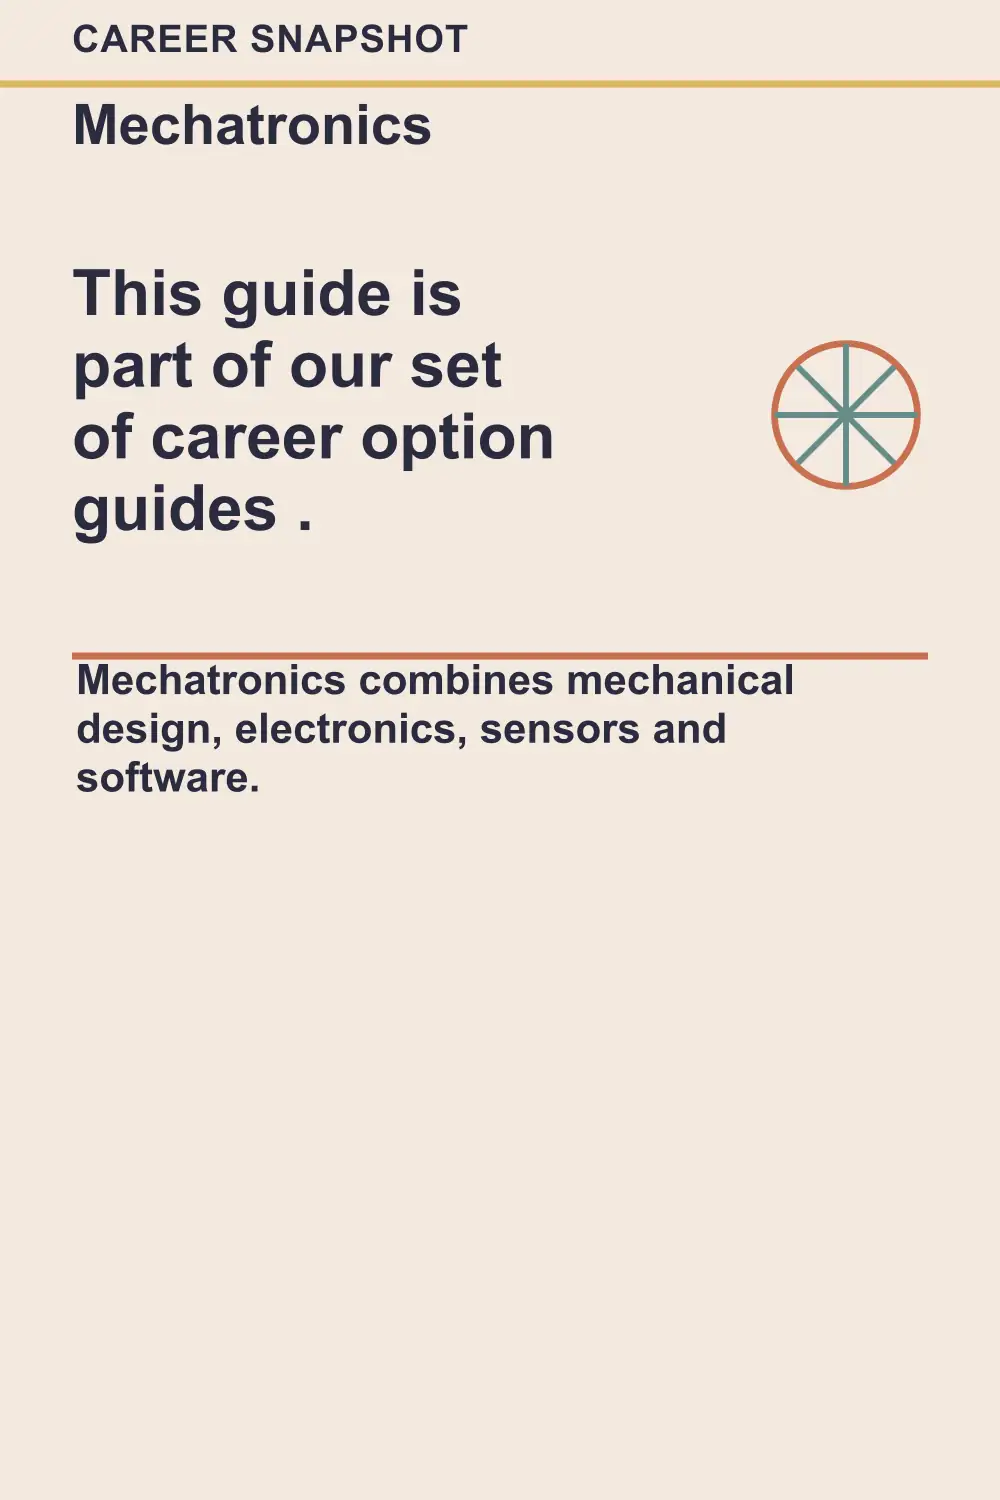 CAREER SNAPSHOT
Mechatronics
This guide is
part of our set
of career option
guides .
Mechatronics combines mechanical
design, electronics, sensors and
software.